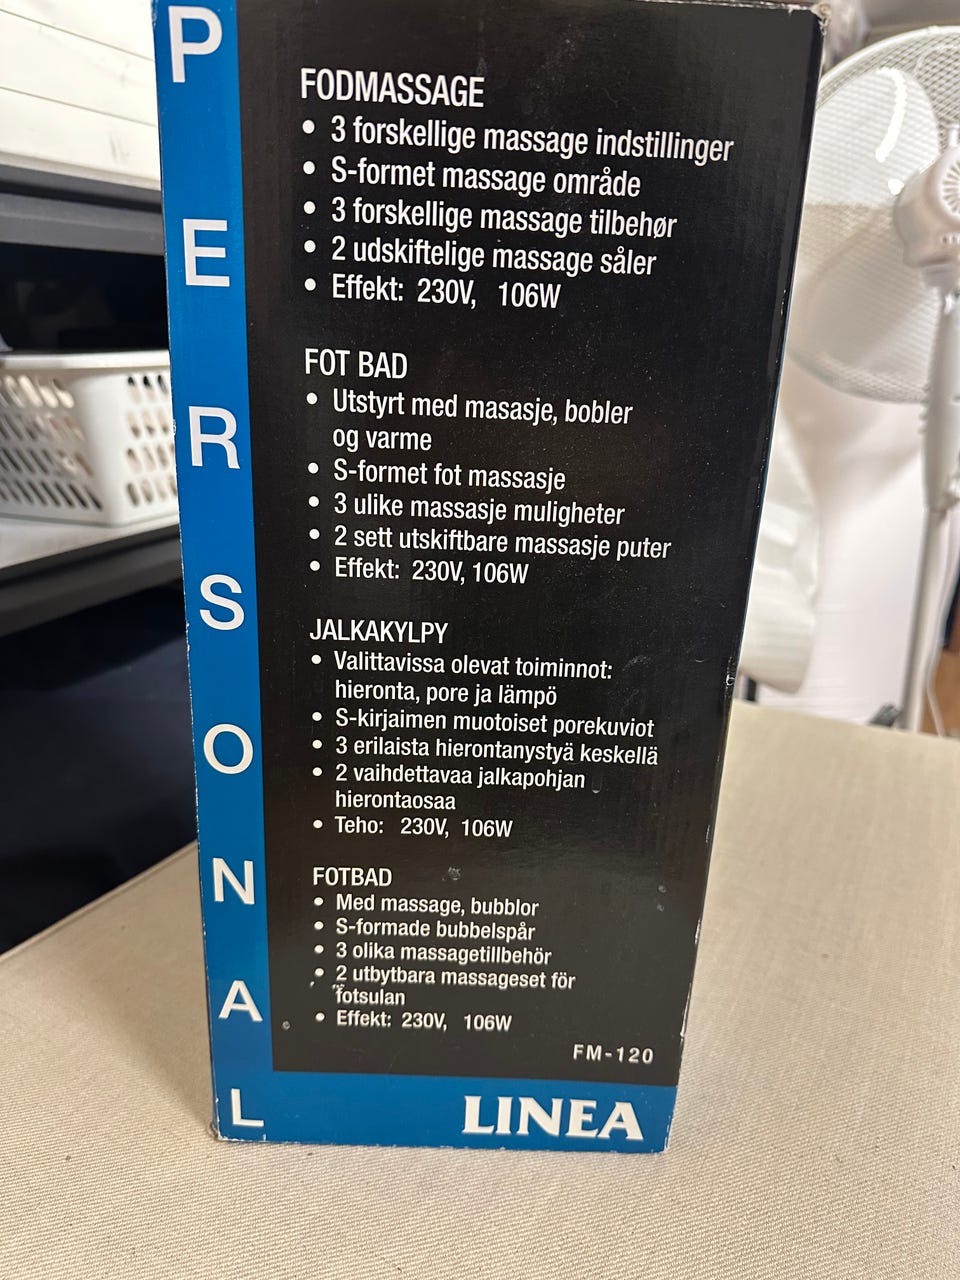 PERSONAL
FODMASSAGE
• 3 forskellige massage indstillinger
• S-formet massage område
• 3 forskellige massage tilbehør
• 2 udskiftelige massage såler
• Effekt: 230V, 106W
FOT BAD
• Utstyrt med masasje, bobler
og varme
• S-formet fot massasje
• 3 ulike massasje muligheter
• 2 sett utskiftbare massasje puter
• Effekt: 230V, 106W
JALKAKYLPY
• Valittavissa olevat toiminnot:
hieronta, pore ja lämpö
• S-kirjaimen muotoiset porekuviot
• 3 erilaista hierontanystyä keskellä
• 2 vaihdettavaa jalkapohjan
hierontaosaa
• Teho: 230V, 106W
FOTBAD
• Med massage, bubblor
• S-formade bubbelspår
• 3 olika massagetillbehör
• 2 utbytbara massageset för
fotsulan
• Effekt: 230V, 106W
FM-120
LINEA